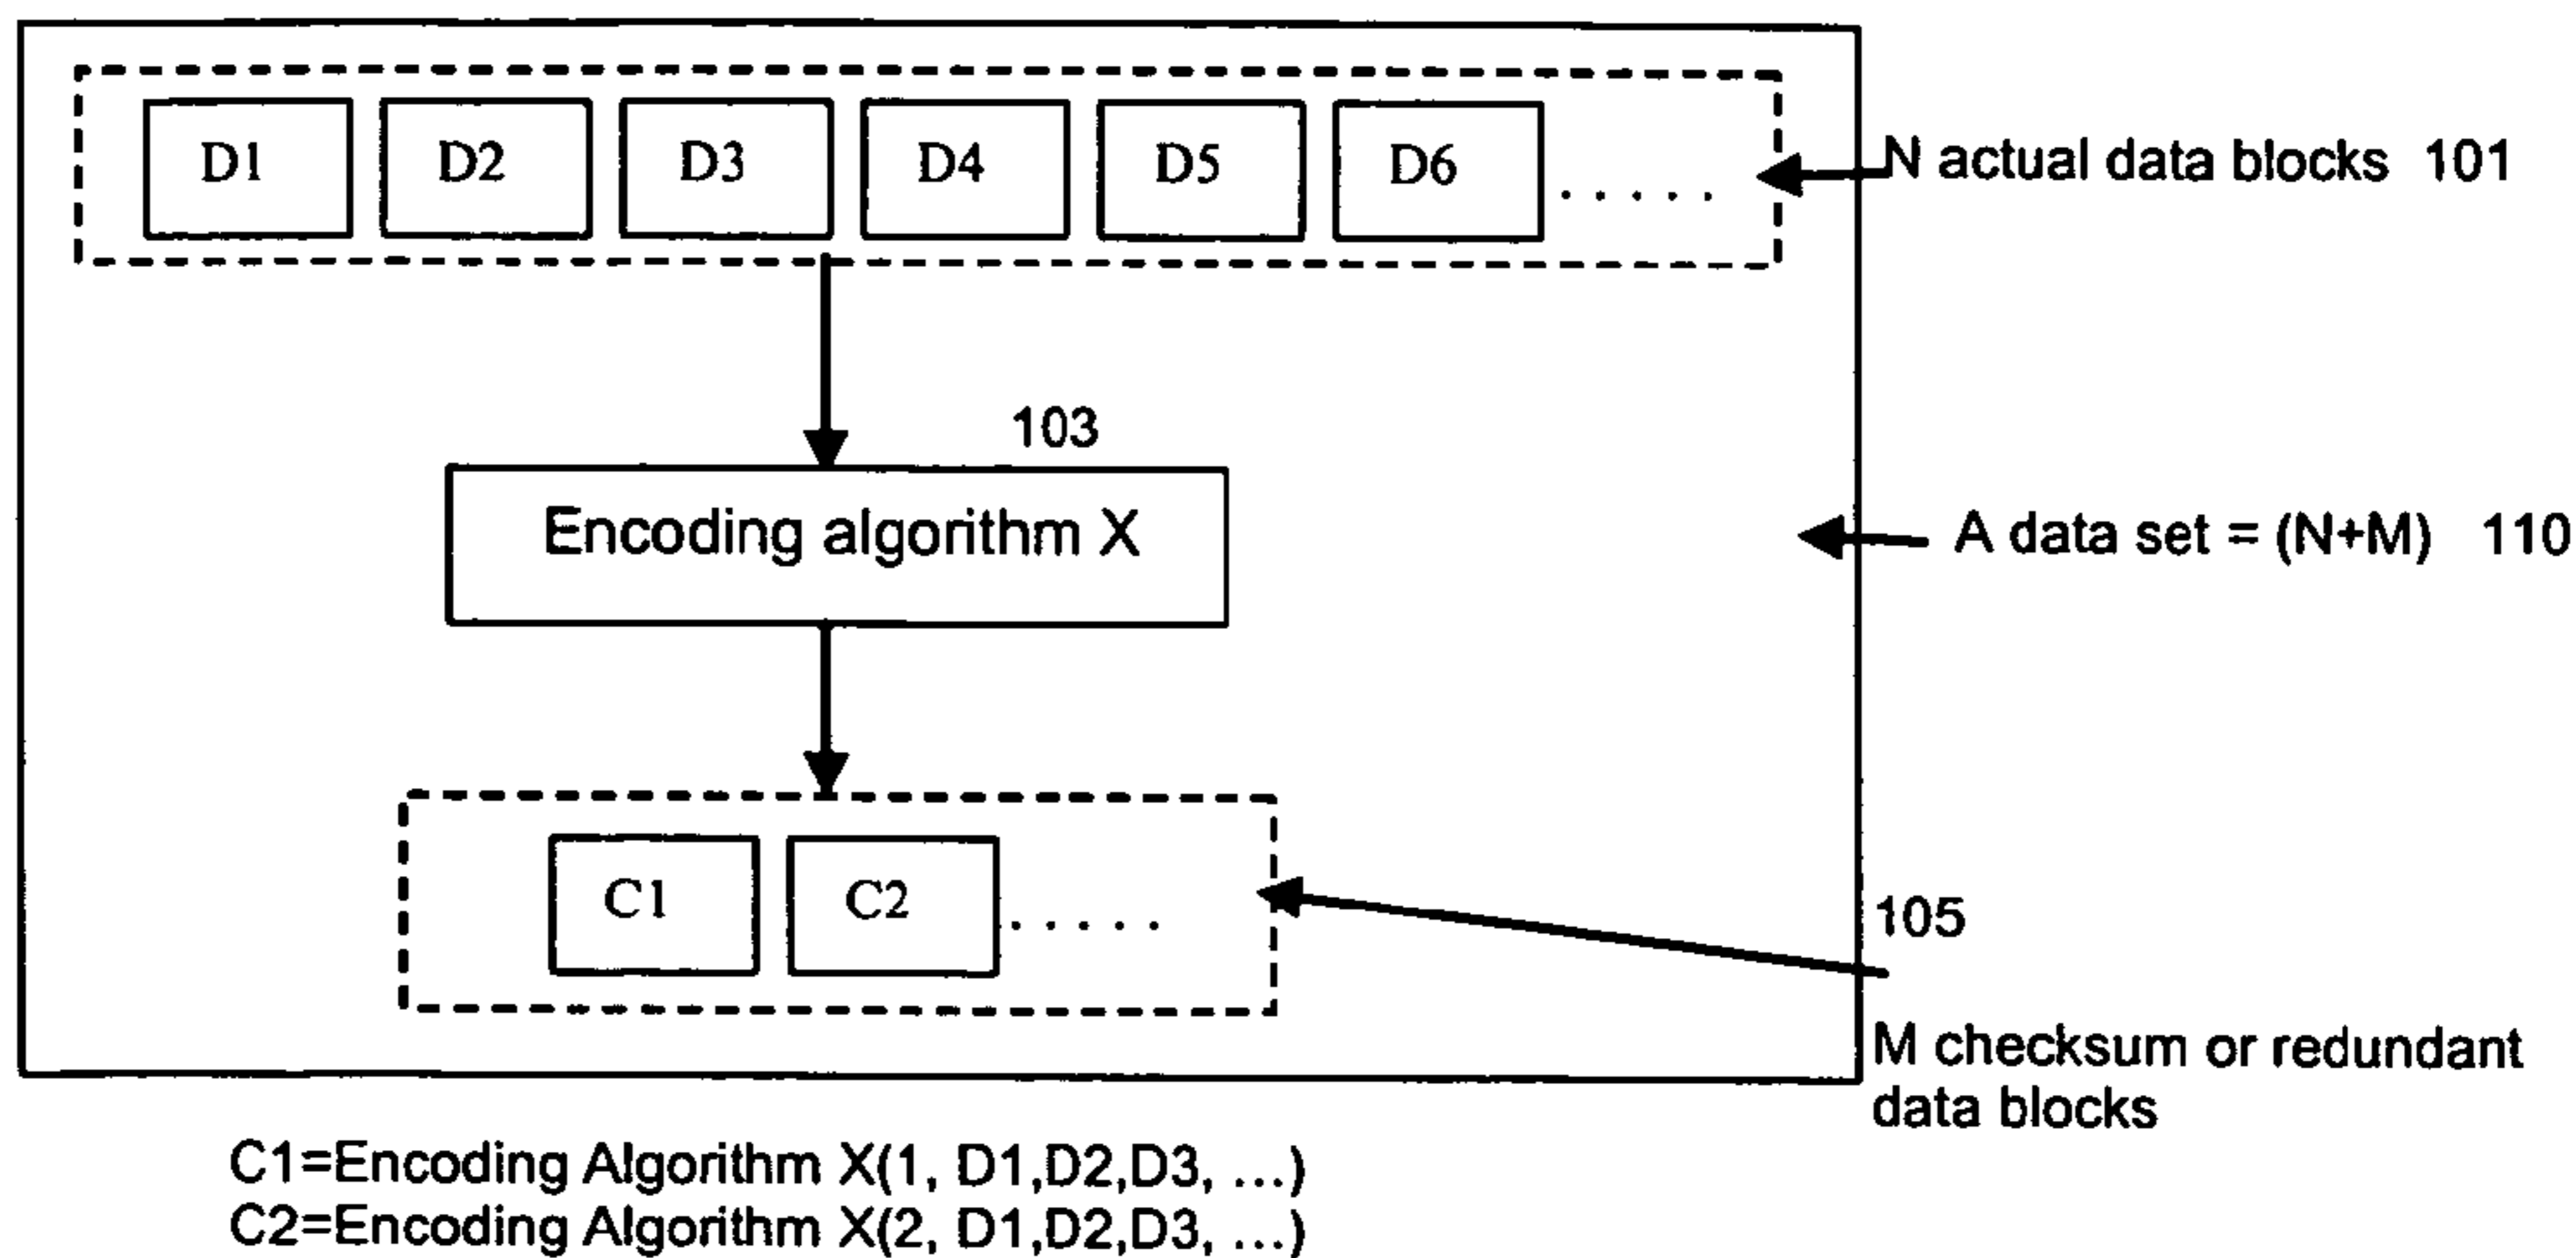 D1 D2 D3 D4 D5 D6 .....
N actual data blocks 101
103
Encoding algorithm X
A data set = (N+M) 110
C1 C2 .....
105
M checksum or redundant
data blocks
C1=Encoding Algorithm X(1, D1,D2,D3, ...)
C2=Encoding Algorithm X(2, D1,D2,D3, ...)